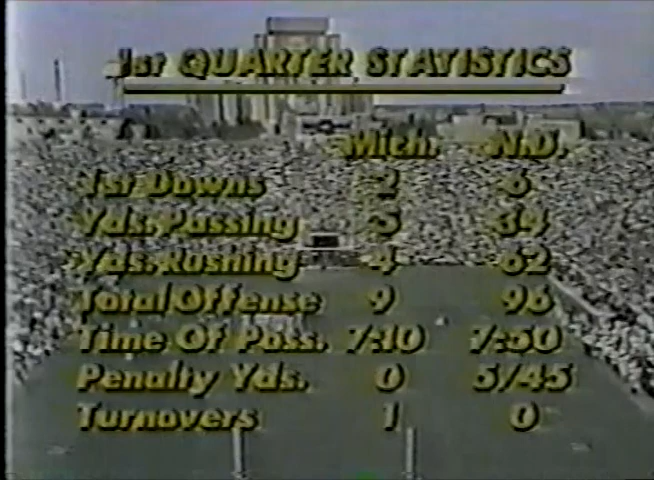 1st QUARTER STATISTICS
Mich. N.D.
1st Downs 2 6
Yds. Passing 5 34
Yds. Rushing 4 62
Total Offense 9 96
Time Of Poss. 7:10 7:50
Penalty Yds. 0 5/45
Turnovers 1 0